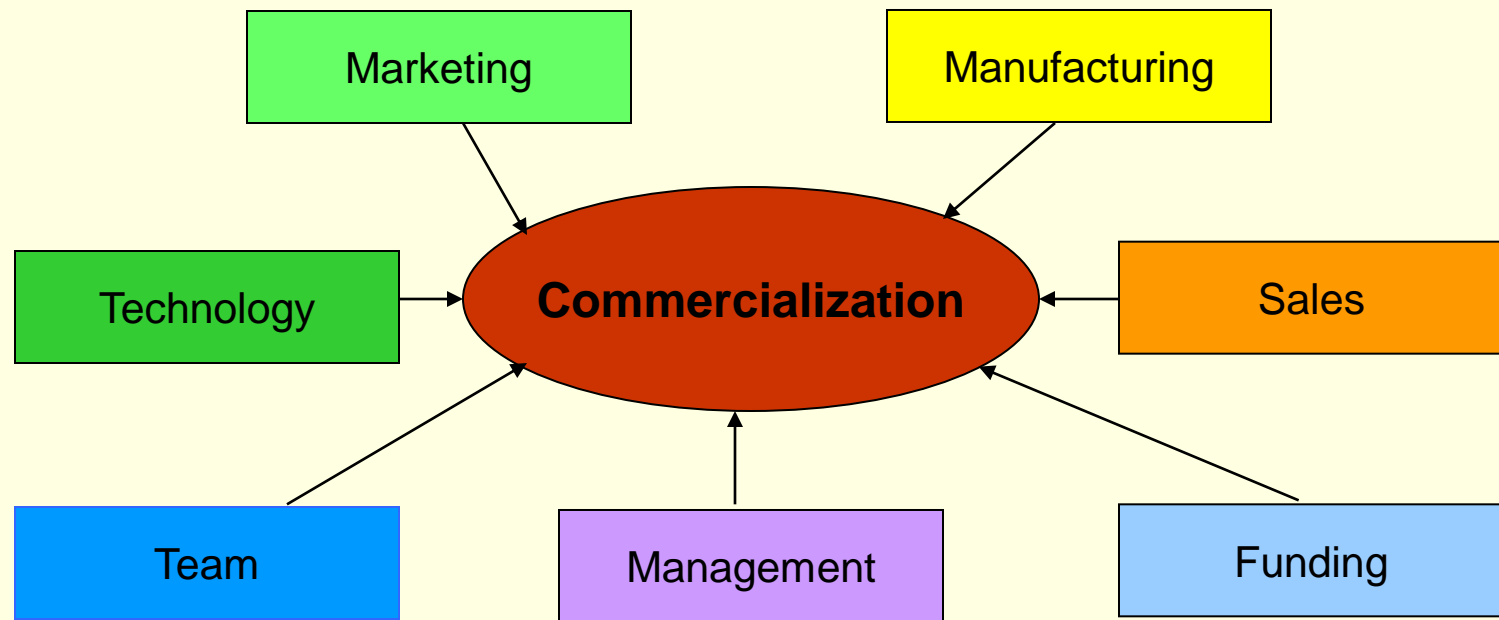 Marketing
Manufacturing
Technology
Commercialization
Sales
Team
Management
Funding